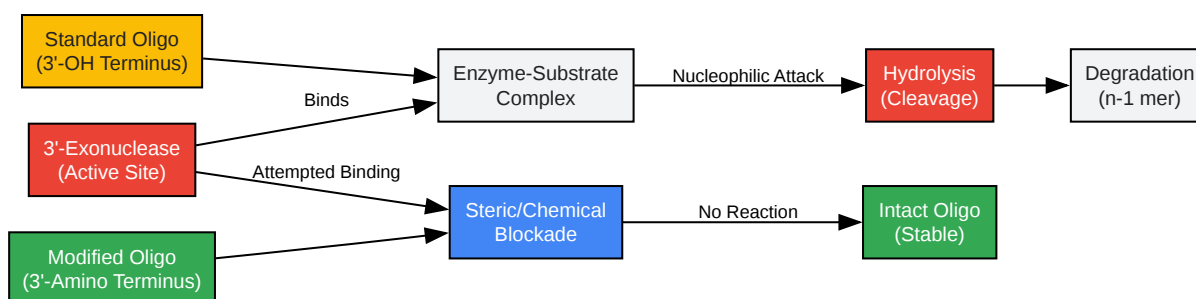 Standard Oligo
(3'-OH Terminus)
Enzyme-Substrate
Complex
Nucleophilic Attack
Hydrolysis
(Cleavage)
Degradation
(n-1 mer)
Binds
3'-Exonuclease
(Active Site)
Attempted Binding
Steric/Chemical
Blockade
No Reaction
Intact Oligo
(Stable)
Modified Oligo
(3'-Amino Terminus)